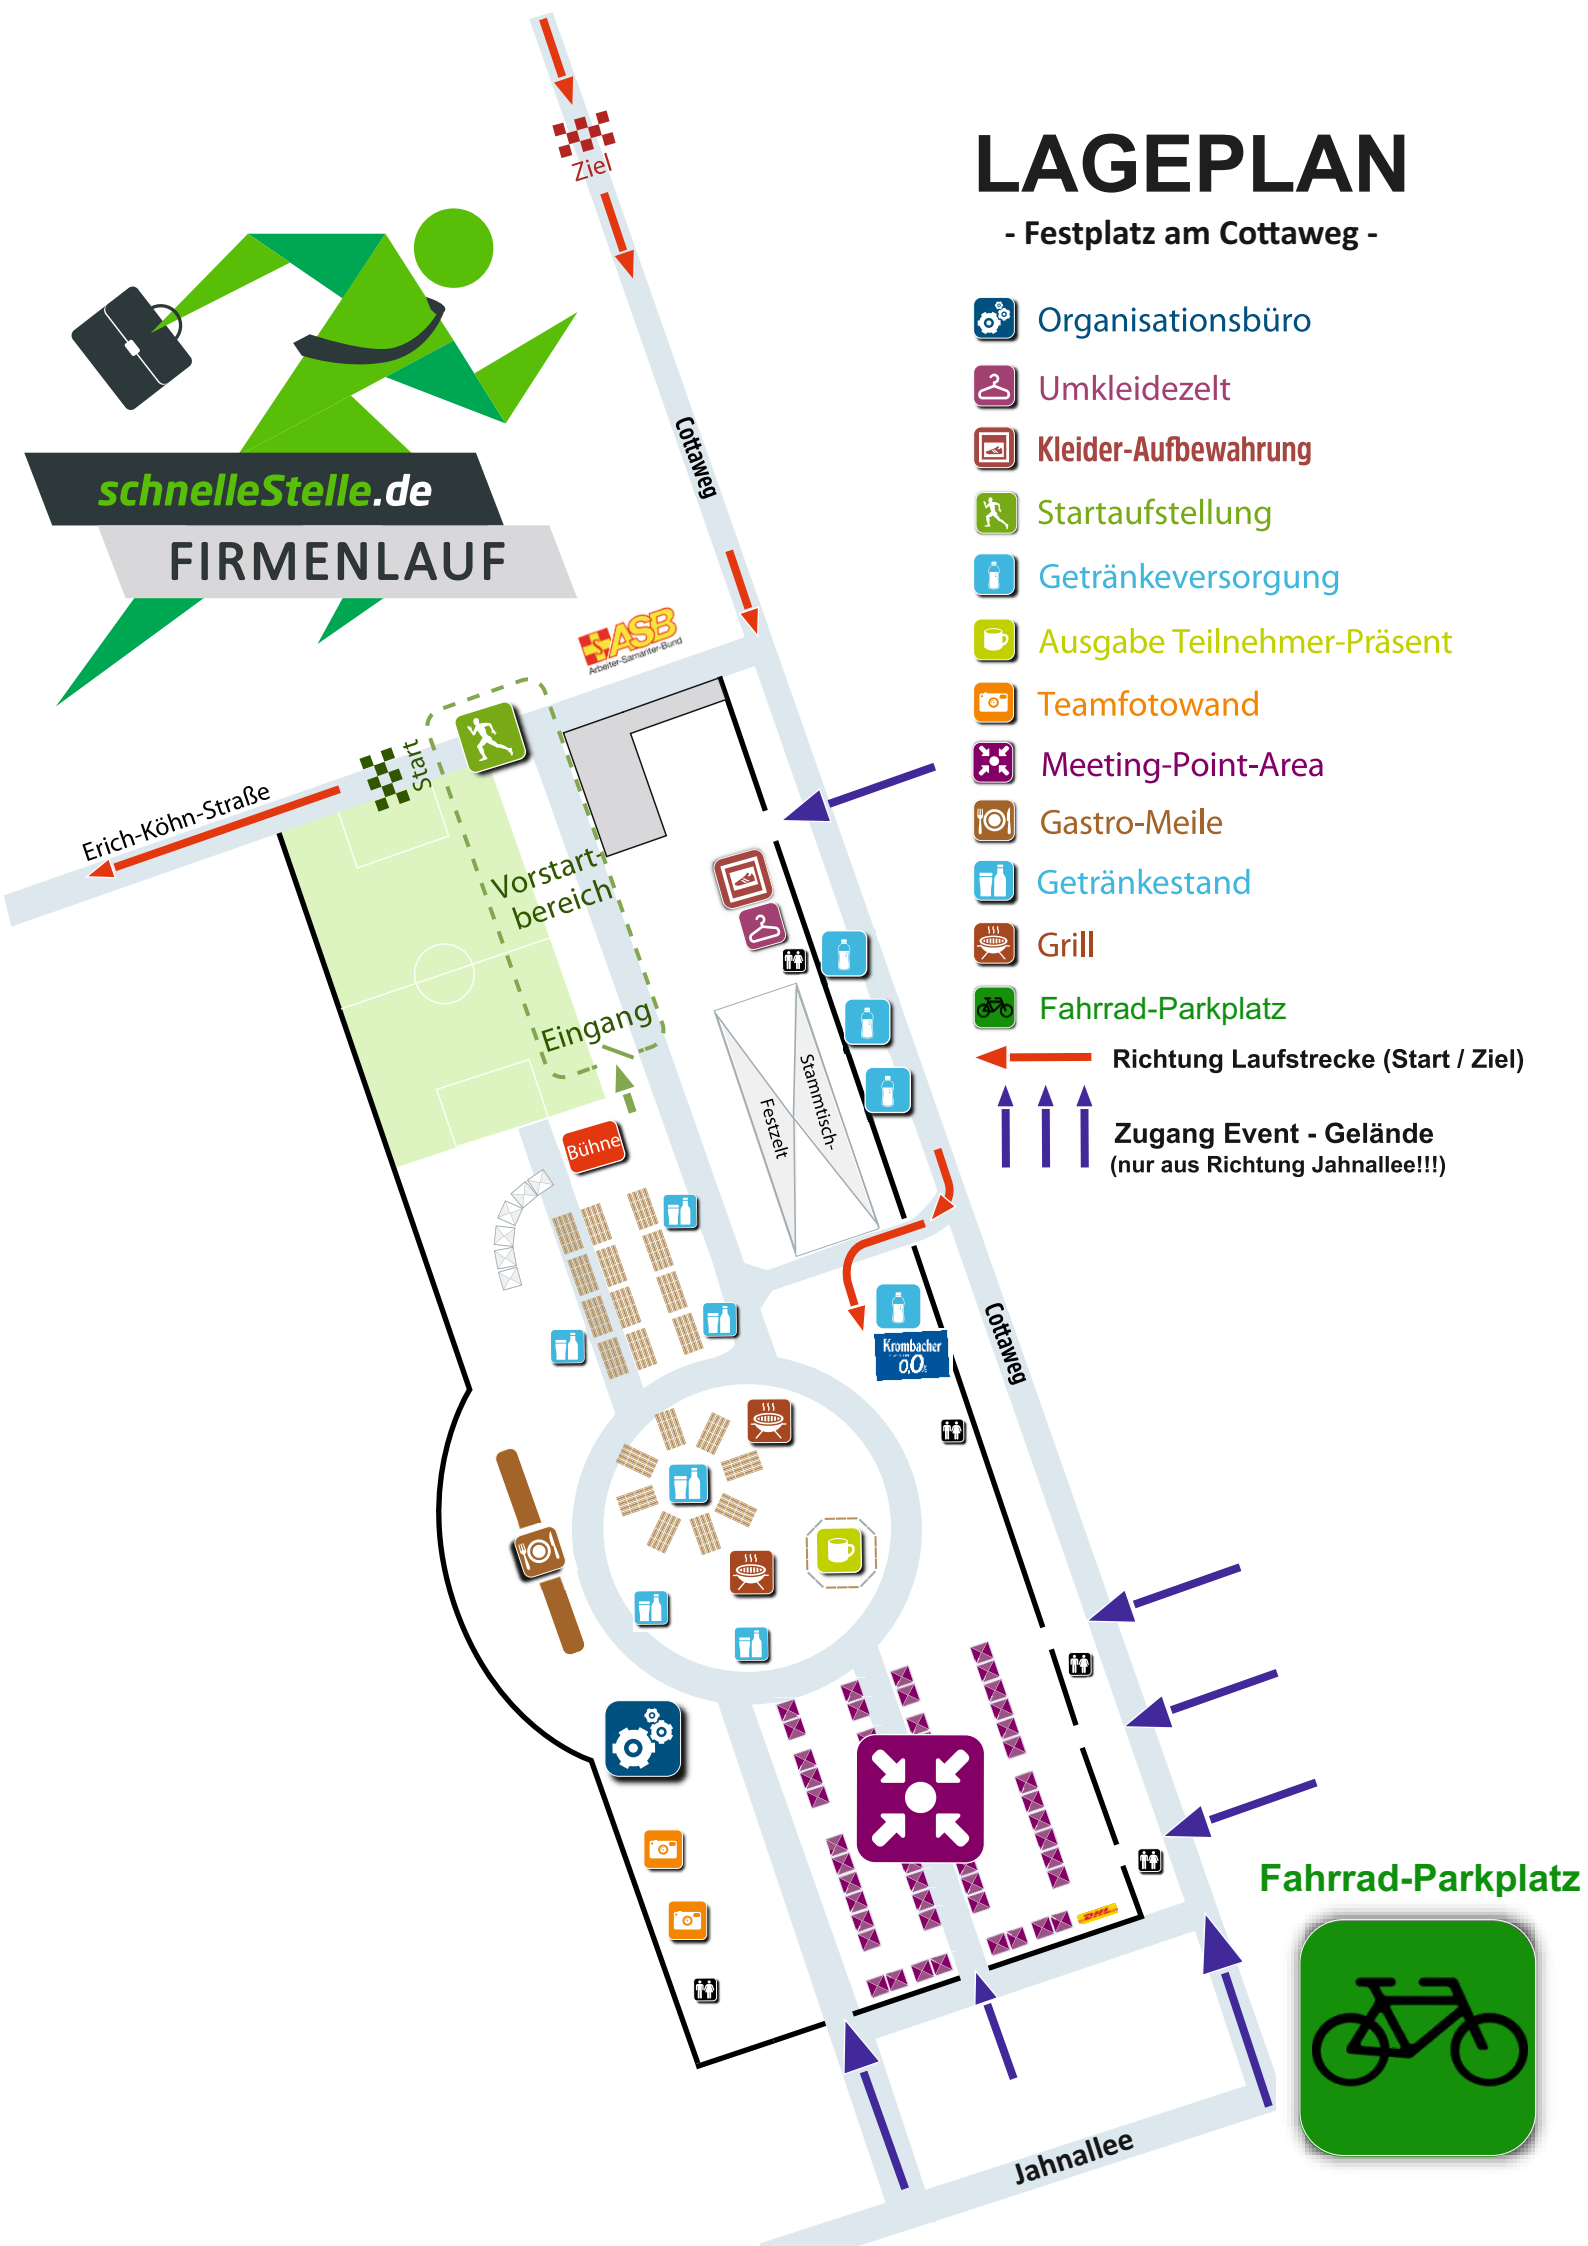 LAGEPLAN
- Festplatz am Cottaweg -
Organisationsbüro
Umkleidezelt
Kleider-Aufbewahrung
Startaufstellung
Getränkeversorgung
Ausgabe Teilnehmer-Präsent
Teamfotowand
Meeting-Point-Area
Gastro-Meile
Getränkestand
Grill
Fahrrad-Parkplatz
Richtung Laufstrecke (Start / Ziel)
Zugang Event - Gelände
(nur aus Richtung Jahnallee!!!)
Ziel
schnelleStelle.de
FIRMENLAUF
Cottaweg
ASB
Arbeiter-Samariter-Bund
Start
Erich-Köhn-Straße
Vorstart-
bereich
Eingang
Bühne
Stammtisch-
Festzelt
Krombacher
0,0%
Cottaweg
DHL
Fahrrad-Parkplatz
Jahnallee